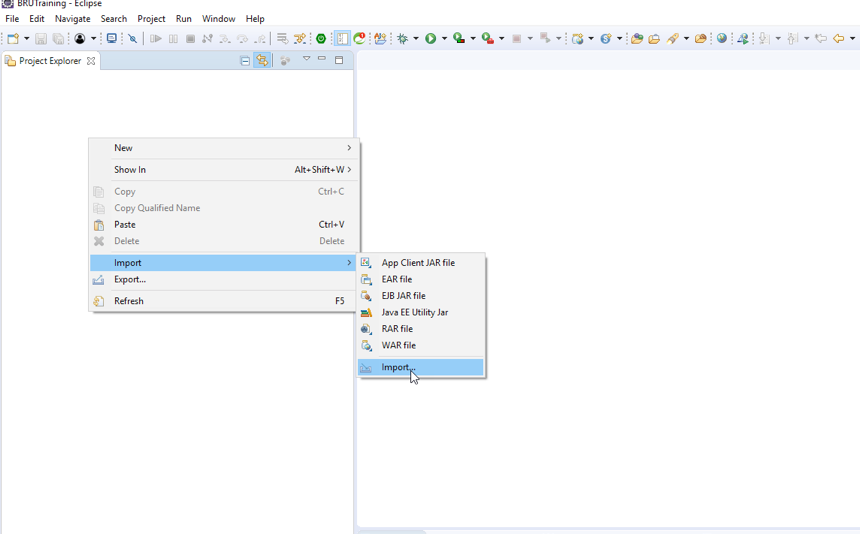 BRUTraining - Eclipse
File Edit Navigate Search Project Run Window Help
Project Explorer
New
Show In Alt+Shift+W
Copy Ctrl+C
Copy Qualified Name
Paste Ctrl+V
Delete Delete
Import
Export...
Refresh F5
App Client JAR file
EAR file
EJB JAR file
Java EE Utility Jar
RAR file
WAR file
Import...